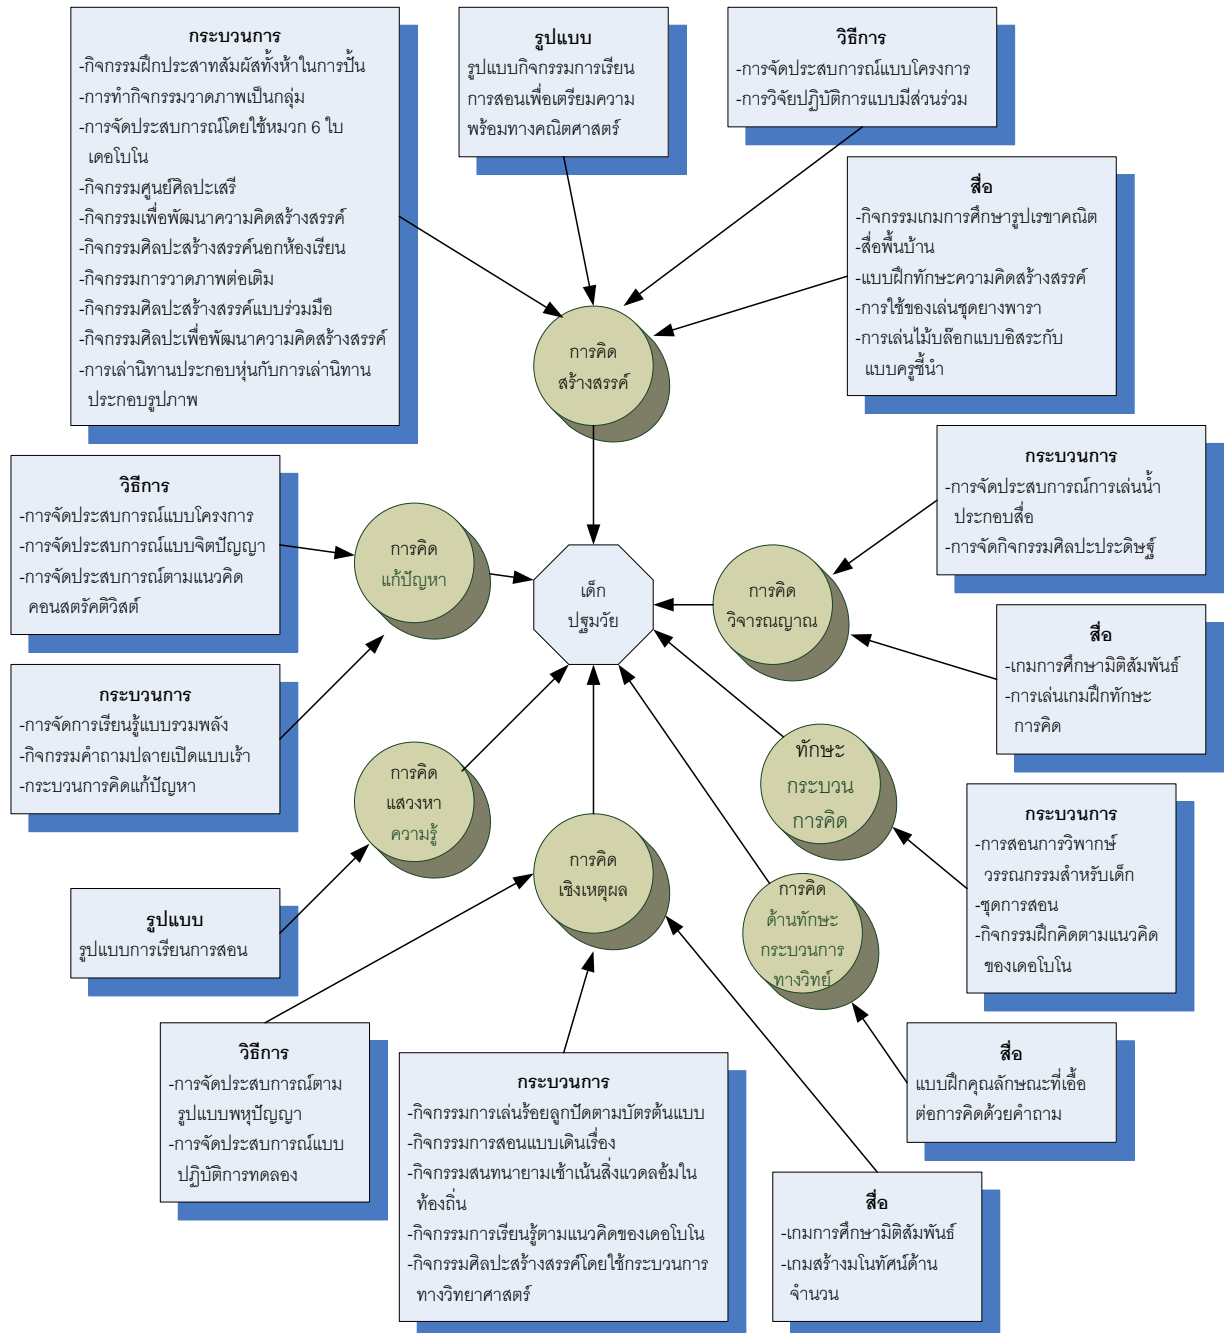 กระบวนการ
-กิจกรรมฝึกประสาทสัมผัสทั้งห้าในการปั้น
-การทำกิจกรรมวาดภาพเป็นกลุ่ม
-การจัดประสบการณ์โดยใช้หมวก 6 ใบ
เดอโบโน
-กิจกรรมศูนย์ศิลปะเสรี
-กิจกรรมเพื่อพัฒนาความคิดสร้างสรรค์
-กิจกรรมศิลปะสร้างสรรค์นอกห้องเรียน
-กิจกรรมการวาดภาพต่อเติม
-กิจกรรมศิลปะสร้างสรรค์แบบร่วมมือ
-กิจกรรมศิลปะเพื่อพัฒนาความคิดสร้างสรรค์
-การเล่านิทานประกอบหุ่นกับการเล่านิทาน
ประกอบรูปภาพ
รูปแบบ
รูปแบบกิจกรรมการเรียน
การสอนเพื่อเตรียมความ
พร้อมทางคณิตศาสตร์
วิธีการ
-การจัดประสบการณ์แบบโครงการ
-การวิจัยปฏิบัติการแบบมีส่วนร่วม
สื่อ
-กิจกรรมเกมการศึกษารูปเรขาคณิต
-สื่อพื้นบ้าน
-แบบฝึกทักษะความคิดสร้างสรรค์
-การใช้ของเล่นชุดยางพารา
-การเล่นไม้บล๊อกแบบอิสระกับ
แบบครูชี้นำ
การคิด
สร้างสรรค์
วิธีการ
-การจัดประสบการณ์แบบโครงการ
-การจัดประสบการณ์แบบจิตปัญญา
-การจัดประสบการณ์ตามแนวคิด
คอนสตรัคติวิสต์
การคิด
แก้ปัญหา
เด็ก
ปฐมวัย
การคิด
วิจารณญาณ
กระบวนการ
-การจัดประสบการณ์การเล่นน้ำ
ประกอบสื่อ
-การจัดกิจกรรมศิลปะประดิษฐ์
สื่อ
-เกมการศึกษามิติสัมพันธ์
-การเล่นเกมฝึกทักษะ
การคิด
กระบวนการ
-การจัดการเรียนรู้แบบรวมพลัง
-กิจกรรมคำถามปลายเปิดแบบเร้า
-กระบวนการคิดแก้ปัญหา
การคิด
แสวงหา
ความรู้
ทักษะ
กระบวน
การคิด
กระบวนการ
-การสอนการวิพากษ์
วรรณกรรมสำหรับเด็ก
-ชุดการสอน
-กิจกรรมฝึกคิดตามแนวคิด
ของเดอโบโน
การคิด
เชิงเหตุผล
การคิด
ด้านทักษะ
กระบวนการ
ทางวิทย์
รูปแบบ
รูปแบบการเรียนการสอน
วิธีการ
-การจัดประสบการณ์ตาม
รูปแบบพหุปัญญา
-การจัดประสบการณ์แบบ
ปฏิบัติการทดลอง
กระบวนการ
-กิจกรรมการเล่นร้อยลูกปัดตามบัตรต้นแบบ
-กิจกรรมการสอนแบบเดินเรื่อง
-กิจกรรมสนทนายามเช้าเน้นสิ่งแวดลอ้มใน
ท้องถิ่น
-กิจกรรมการเรียนรู้ตามแนวคิดของเดอโบโน
-กิจกรรมศิลปะสร้างสรรค์โดยใช้กระบวนการ
ทางวิทยาศาสตร์
สื่อ
แบบฝึกคุณลักษณะที่เอื้อ
ต่อการคิดด้วยคำถาม
สื่อ
-เกมการศึกษามิติสัมพันธ์
-เกมสร้างมโนทัศน์ด้าน
จำนวน